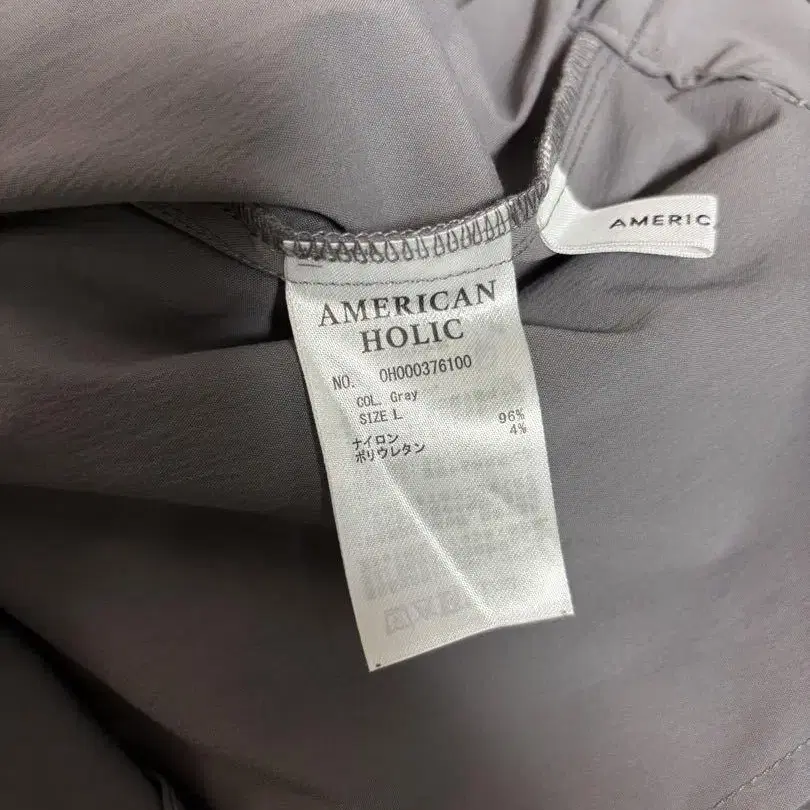 AMERIC
AMERICAN
HOLIC
NO. 0H000376100
COL. Gray
SIZE L
ナイロン 96%
ポリウレタン 4%